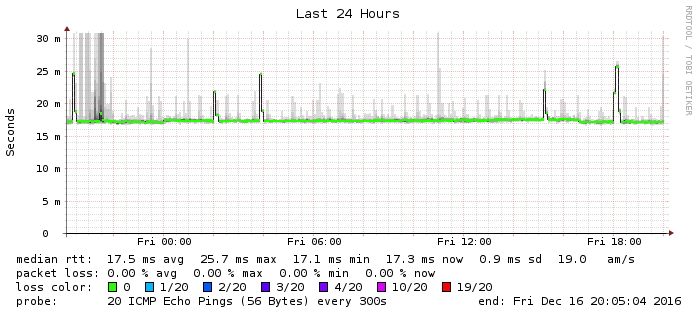 Last 24 Hours
RRDTOOL / TOBI OETIKER
Seconds
30 m
25 m
20 m
15 m
10 m
5 m
0
Fri 00:00 Fri 06:00 Fri 12:00 Fri 18:00
median rtt: 17.5 ms avg 25.7 ms max 17.1 ms min 17.3 ms now 0.9 ms sd 19.0 am/s
packet loss: 0.00 % avg 0.00 % max 0.00 % min 0.00 % now
loss color: 0 1/20 2/20 3/20 4/20 10/20 19/20
probe: 20 ICMP Echo Pings (56 Bytes) every 300s end: Fri Dec 16 20:05:04 2016